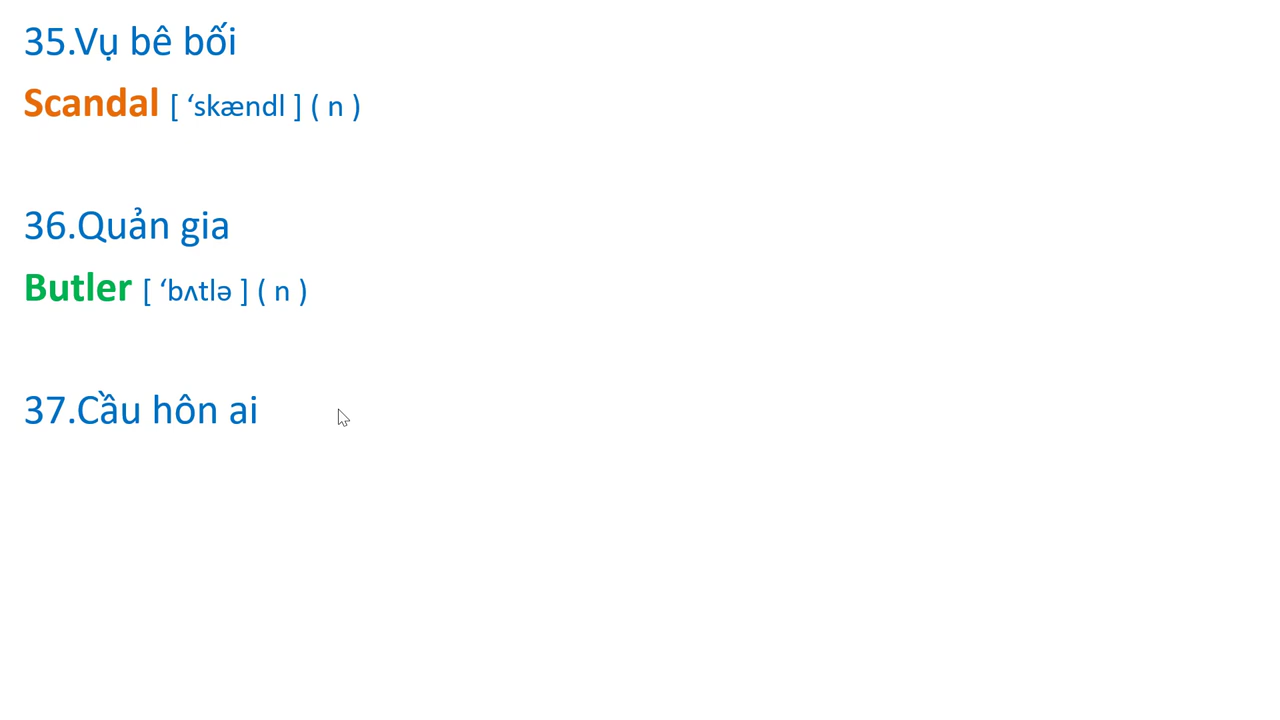 35.Vụ bê bối
Scandal [ ‘skændl ] ( n )
36.Quản gia
Butler [ ‘bʌtlə ] ( n )
37.Cầu hôn ai